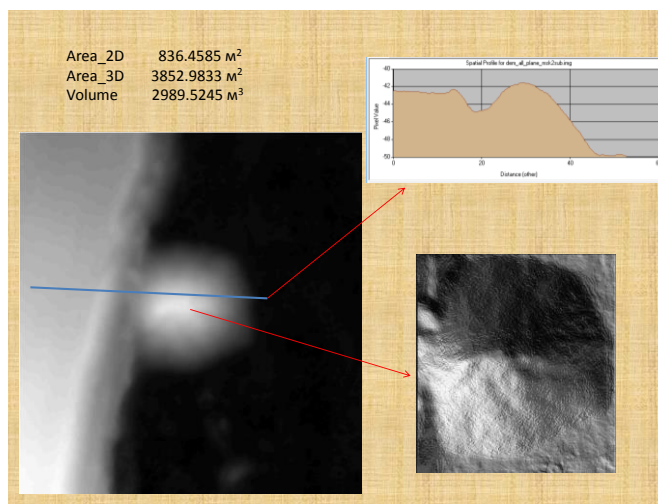 Area_2D 836.4585 м²
Area_3D 3852.9833 м²
Volume 2989.5245 м³
Spatial Profile for dem_all_plane_msk2sub.img
Pixel Value
-40
-42
-44
-46
-48
-50
0 20 40
Distance (other)